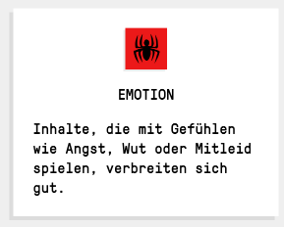 EMOTION
Inhalte, die mit Gefühlen
wie Angst, Wut oder Mitleid
spielen, verbreiten sich
gut.